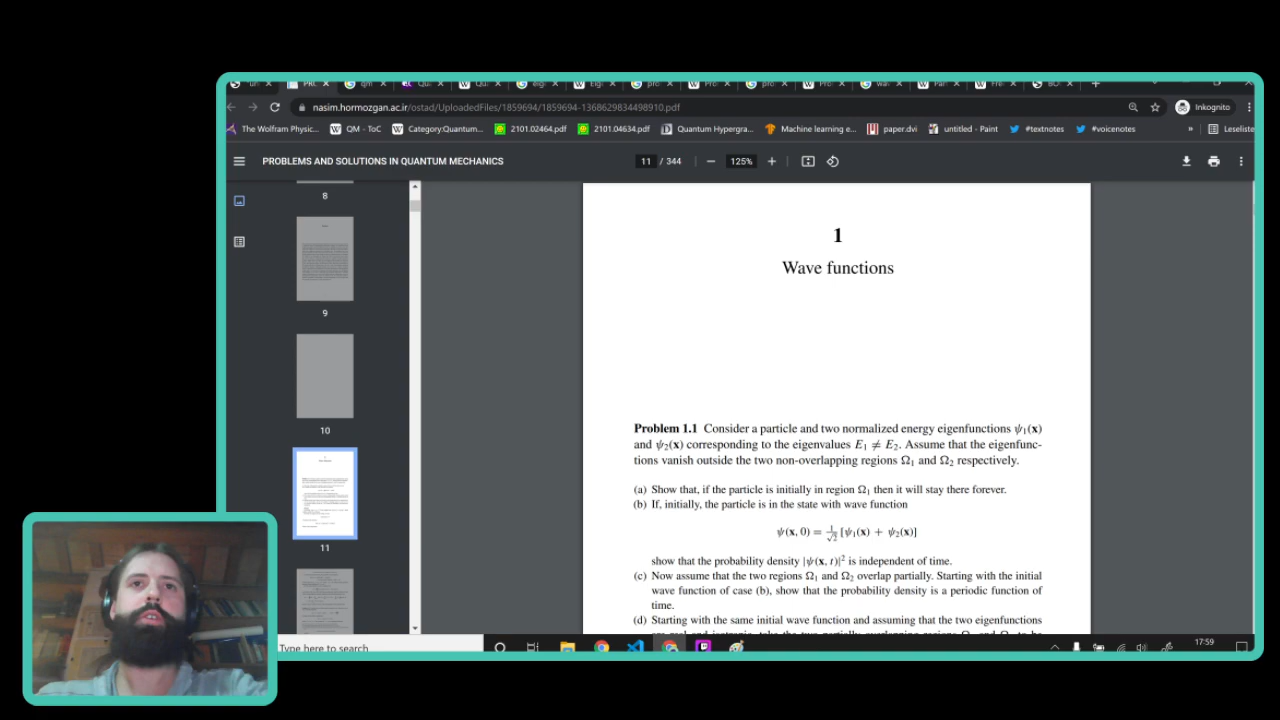 nasim.hormozgan.ac.ir/ostad/UploadedFiles/1859694/1859694-1368629834498910.pdf
Inkognito
The Wolfram Physic...
QM - ToC
Category:Quantum...
2101.02464.pdf
2101.04634.pdf
Quantum Hypergra...
Machine learning e...
paper.dvi
untitled - Paint
#textnotes
#voicenotes
»
Leseliste
PROBLEMS AND SOLUTIONS IN QUANTUM MECHANICS
11 / 344
125%
8
9
10
11
1
Wave functions
Problem 1.1 Consider a particle and two normalized energy eigenfunctions ψ₁(x)
and ψ₂(x) corresponding to the eigenvalues E₁ ≠ E₂. Assume that the eigenfunc-
tions vanish outside the two non-overlapping regions Ω₁ and Ω₂ respectively.
(a) Show that, if the particle is initially in region Ω₁ then it will stay there forever.
(b) If, initially, the particle is in the state with wave function
ψ(x, 0) = 1/√2 [ψ₁(x) + ψ₂(x)]
show that the probability density |ψ(x, t)|² is independent of time.
(c) Now assume that the two regions Ω₁ and Ω₂ overlap partially. Starting with the initial
wave function of case (b), show that the probability density is a periodic function of
time.
(d) Starting with the same initial wave function and assuming that the two eigenfunctions
Type here to search
17:59